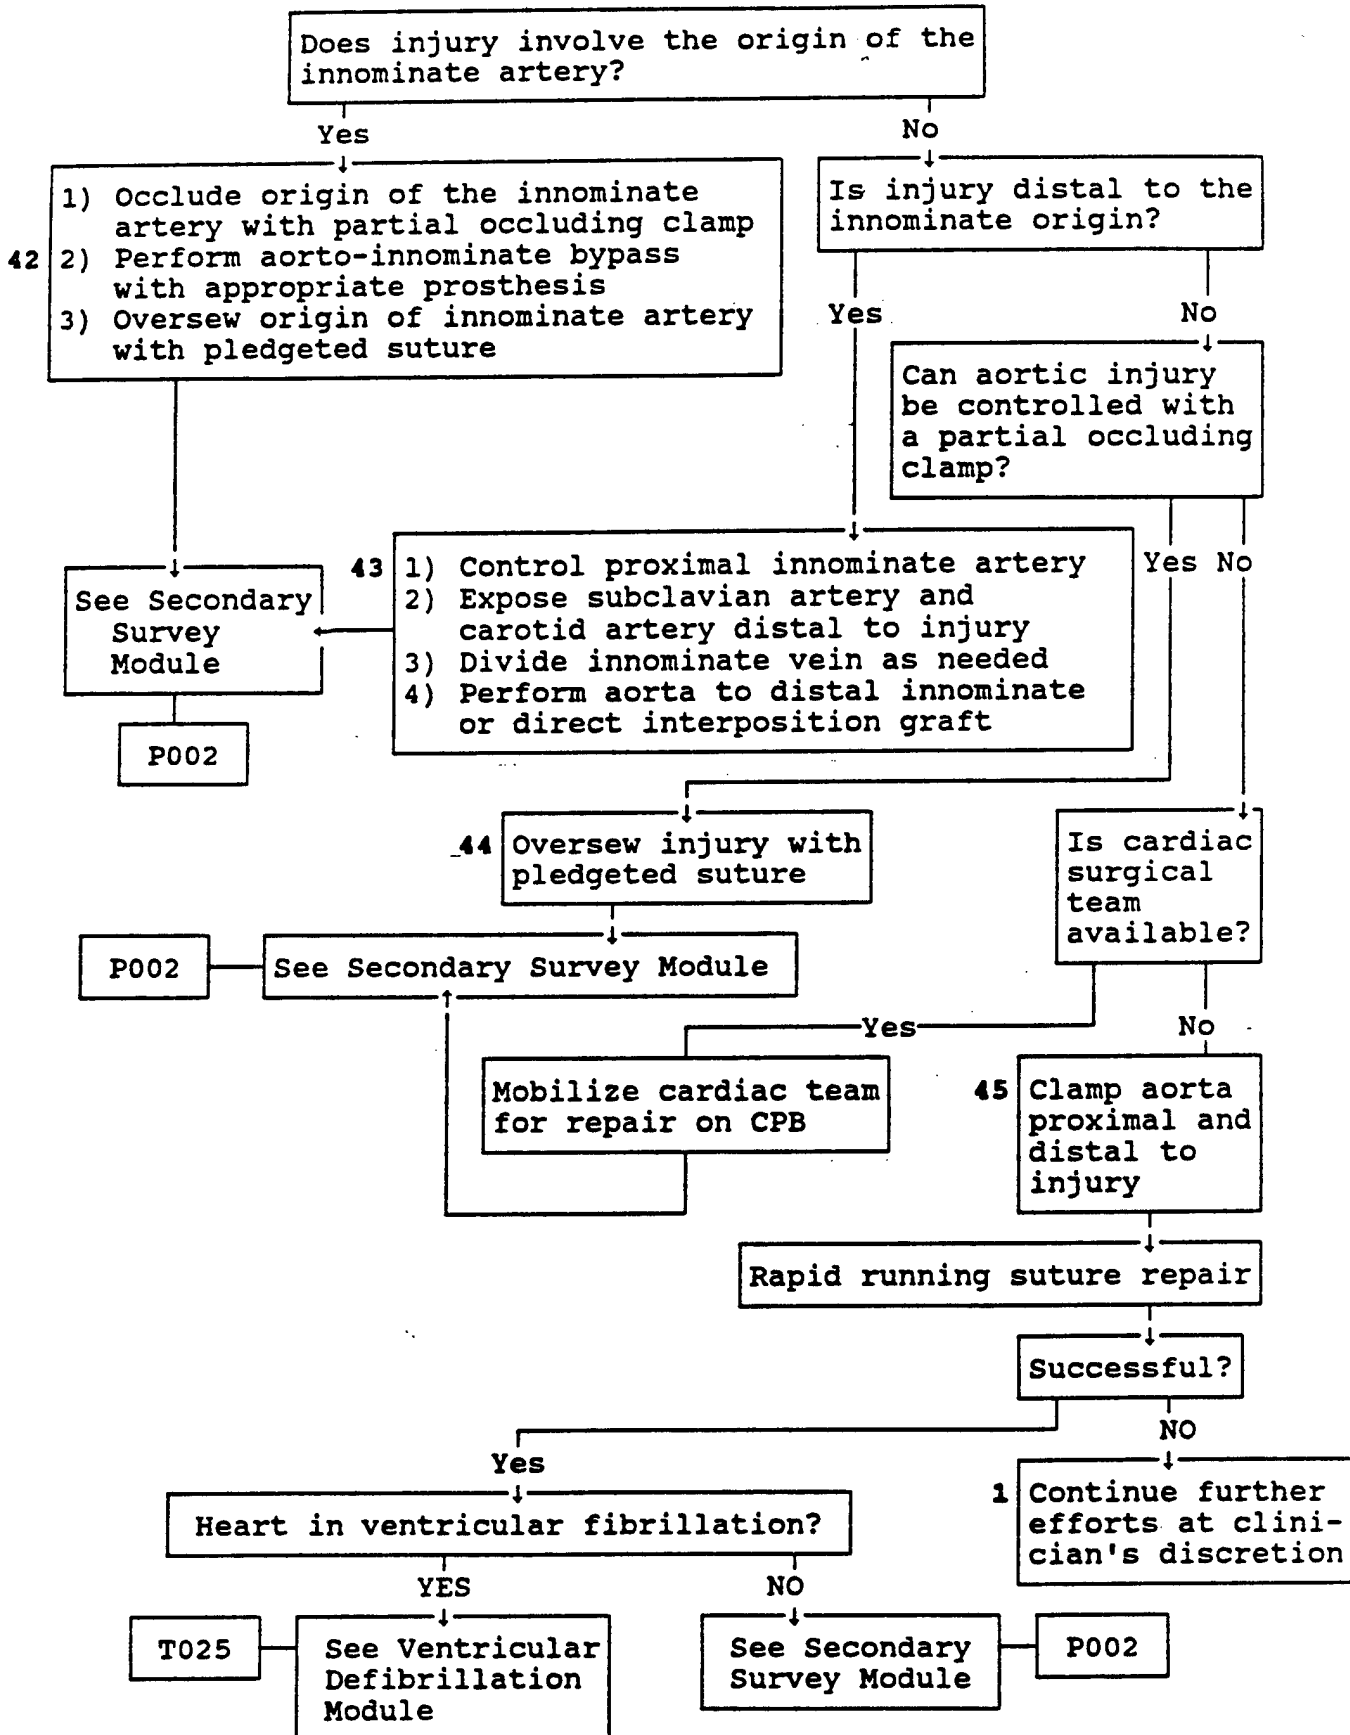 Does injury involve the origin of the
innominate artery?
Yes
No
42
1) Occlude origin of the innominate
artery with partial occluding clamp
2) Perform aorto-innominate bypass
with appropriate prosthesis
3) Oversew origin of innominate artery
with pledgeted suture
Is injury distal to the
innominate origin?
Yes
No
Can aortic injury
be controlled with
a partial occluding
clamp?
Yes No
See Secondary
Survey
Module
P002
43
1) Control proximal innominate artery
2) Expose subclavian artery and
carotid artery distal to injury
3) Divide innominate vein as needed
4) Perform aorta to distal innominate
or direct interposition graft
44
Oversew injury with
pledgeted suture
Is cardiac
surgical
team
available?
P002
See Secondary Survey Module
Yes
No
Mobilize cardiac team
for repair on CPB
45
Clamp aorta
proximal and
distal to
injury
Rapid running suture repair
Successful?
Yes
NO
Heart in ventricular fibrillation?
1
Continue further
efforts at clini-
cian's discretion
YES
NO
T025
See Ventricular
Defibrillation
Module
See Secondary
Survey Module
P002